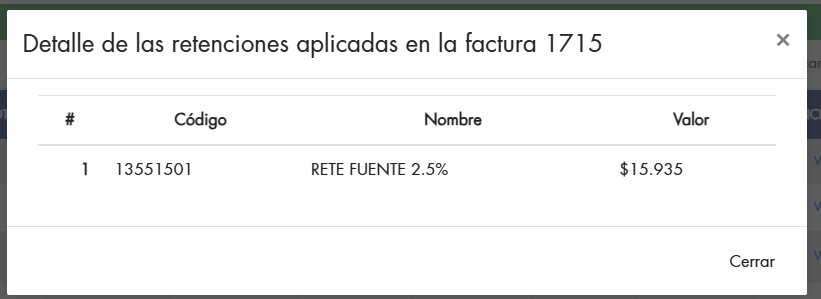 Detalle de las retenciones aplicadas en la factura 1715 ×
# Código Nombre Valor
1 13551501 RETE FUENTE 2.5% $15.935
Cerrar